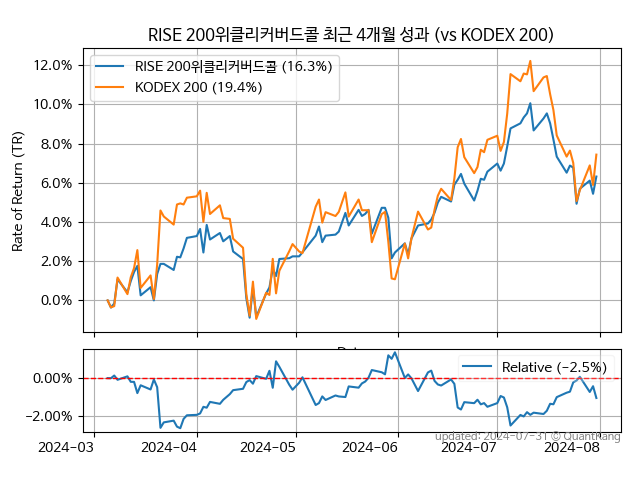 RISE 200위클리커버드콜 최근 4개월 성과 (vs KODEX 200)
RISE 200위클리커버드콜 (16.3%)
KODEX 200 (19.4%)
Rate of Return (TR)
12.0%
10.0%
8.0%
6.0%
4.0%
2.0%
0.0%
Relative (−2.5%)
0.00%
−2.00%
updated: 2024-07-31 © QuantHang
2024-03
2024-04
2024-05
2024-06
2024-07
2024-08